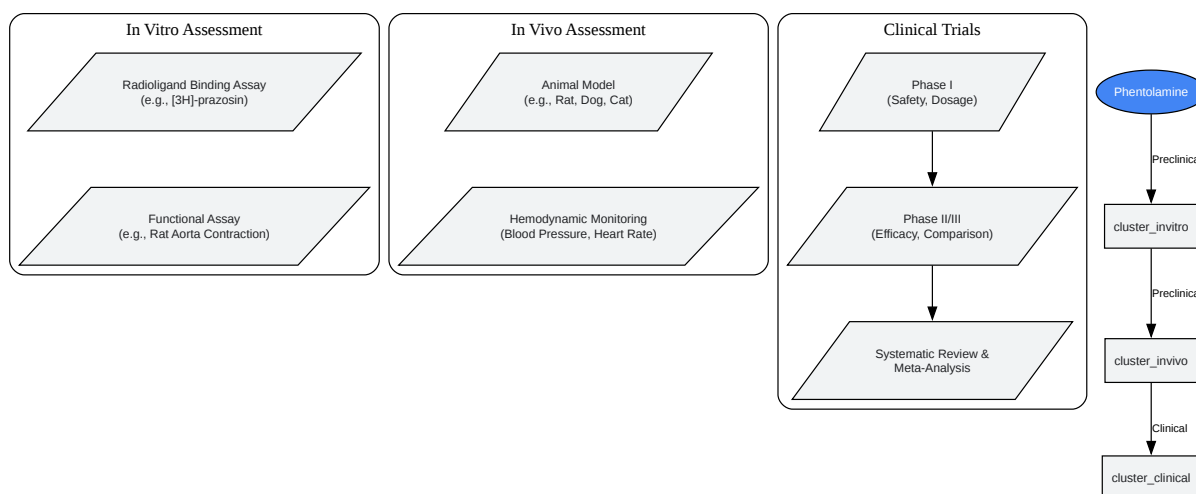 In Vitro Assessment
Radioligand Binding Assay
(e.g., [3H]-prazosin)
Functional Assay
(e.g., Rat Aorta Contraction)
In Vivo Assessment
Animal Model
(e.g., Rat, Dog, Cat)
Hemodynamic Monitoring
(Blood Pressure, Heart Rate)
Clinical Trials
Phase I
(Safety, Dosage)
Phase II/III
(Efficacy, Comparison)
Systematic Review &
Meta-Analysis
Phentolamine
Preclinica
cluster_invitro
Preclinica
cluster_invivo
Clinical
cluster_clinical